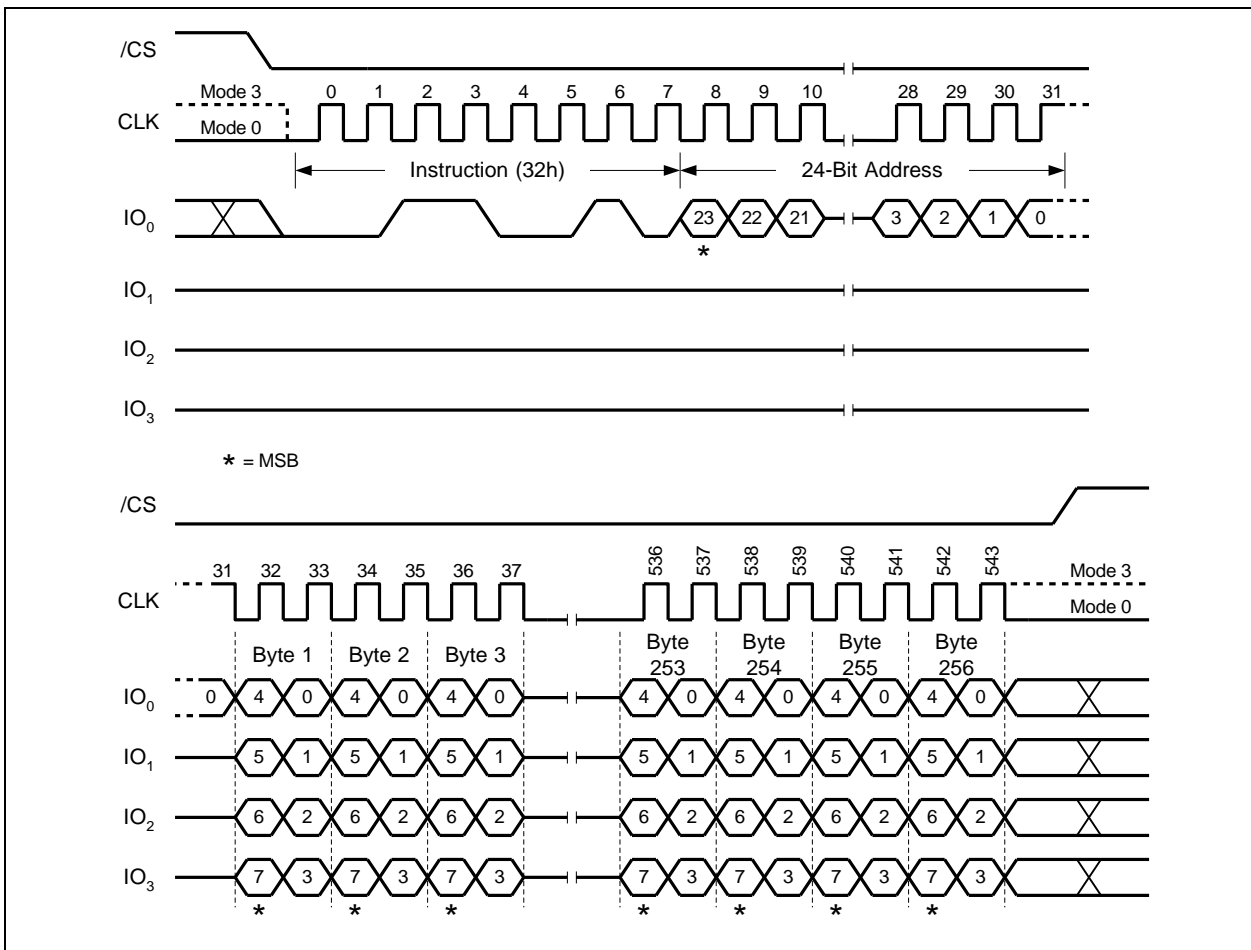 /CS
Mode 3 0 1 2 3 4 5 6 7 8 9 10 28 29 30 31
CLK
Mode 0
Instruction (32h) 24-Bit Address
IO0 23 22 21 3 2 1 0
*
IO1
IO2
IO3
* = MSB
/CS
31 32 33 34 35 36 37 536 537 538 539 540 541 542 543
Mode 3
CLK
Mode 0
Byte 1 Byte 2 Byte 3 Byte 253 Byte 254 Byte 255 Byte 256
IO0 0 4 0 4 0 4 0 4 0 4 0 4 0 4 0
IO1 5 1 5 1 5 1 5 1 5 1 5 1 5 1
IO2 6 2 6 2 6 2 6 2 6 2 6 2 6 2
IO3 7 3 7 3 7 3 7 3 7 3 7 3 7 3
* * * * * * *